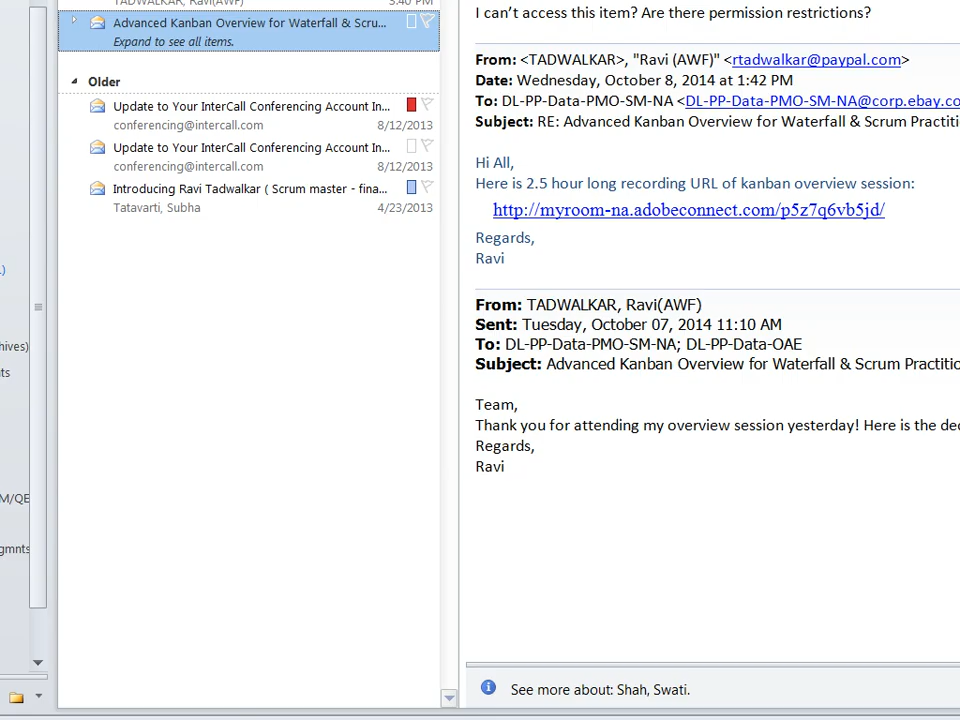 TADWALKAR, Ravi(AWF) 3:40 PM
Advanced Kanban Overview for Waterfall & Scru...
Expand to see all items.
Older
Update to Your InterCall Conferencing Account In...
conferencing@intercall.com 8/12/2013
Update to Your InterCall Conferencing Account In...
conferencing@intercall.com 8/12/2013
Introducing Ravi Tadwalkar ( Scrum master - fina...
Tatavarti, Subha 4/23/2013
.)
hives)
ts
M/QE
gmnts
I can’t access this item? Are there permission restrictions?
From: <TADWALKAR>, "Ravi (AWF)" <rtadwalkar@paypal.com>
Date: Wednesday, October 8, 2014 at 1:42 PM
To: DL-PP-Data-PMO-SM-NA <DL-PP-Data-PMO-SM-NA@corp.ebay.co
Subject: RE: Advanced Kanban Overview for Waterfall & Scrum Practiti
Hi All,
Here is 2.5 hour long recording URL of kanban overview session:
http://myroom-na.adobeconnect.com/p5z7q6vb5jd/
Regards,
Ravi
From: TADWALKAR, Ravi(AWF)
Sent: Tuesday, October 07, 2014 11:10 AM
To: DL-PP-Data-PMO-SM-NA; DL-PP-Data-OAE
Subject: Advanced Kanban Overview for Waterfall & Scrum Practitio
Team,
Thank you for attending my overview session yesterday! Here is the dec
Regards,
Ravi
See more about: Shah, Swati.